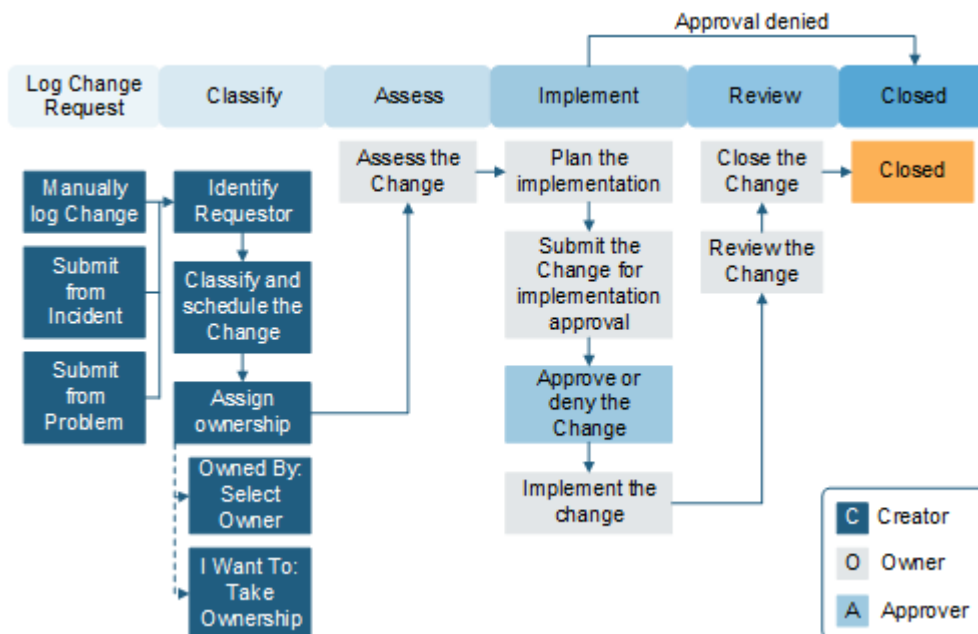 Approval denied
Log Change
Request
Classify
Assess
Implement
Review
Closed
Manually
log Change
Submit
from
Incident
Submit
from
Problem
Identify
Requestor
Classify and
schedule the
Change
Assign
ownership
Owned By:
Select
Owner
I Want To:
Take
Ownership
Assess the
Change
Plan the
implementation
Submit the
Change for
implementation
approval
Approve or
deny the
Change
Implement the
change
Close the
Change
Review the
Change
Closed
C Creator
O Owner
A Approver